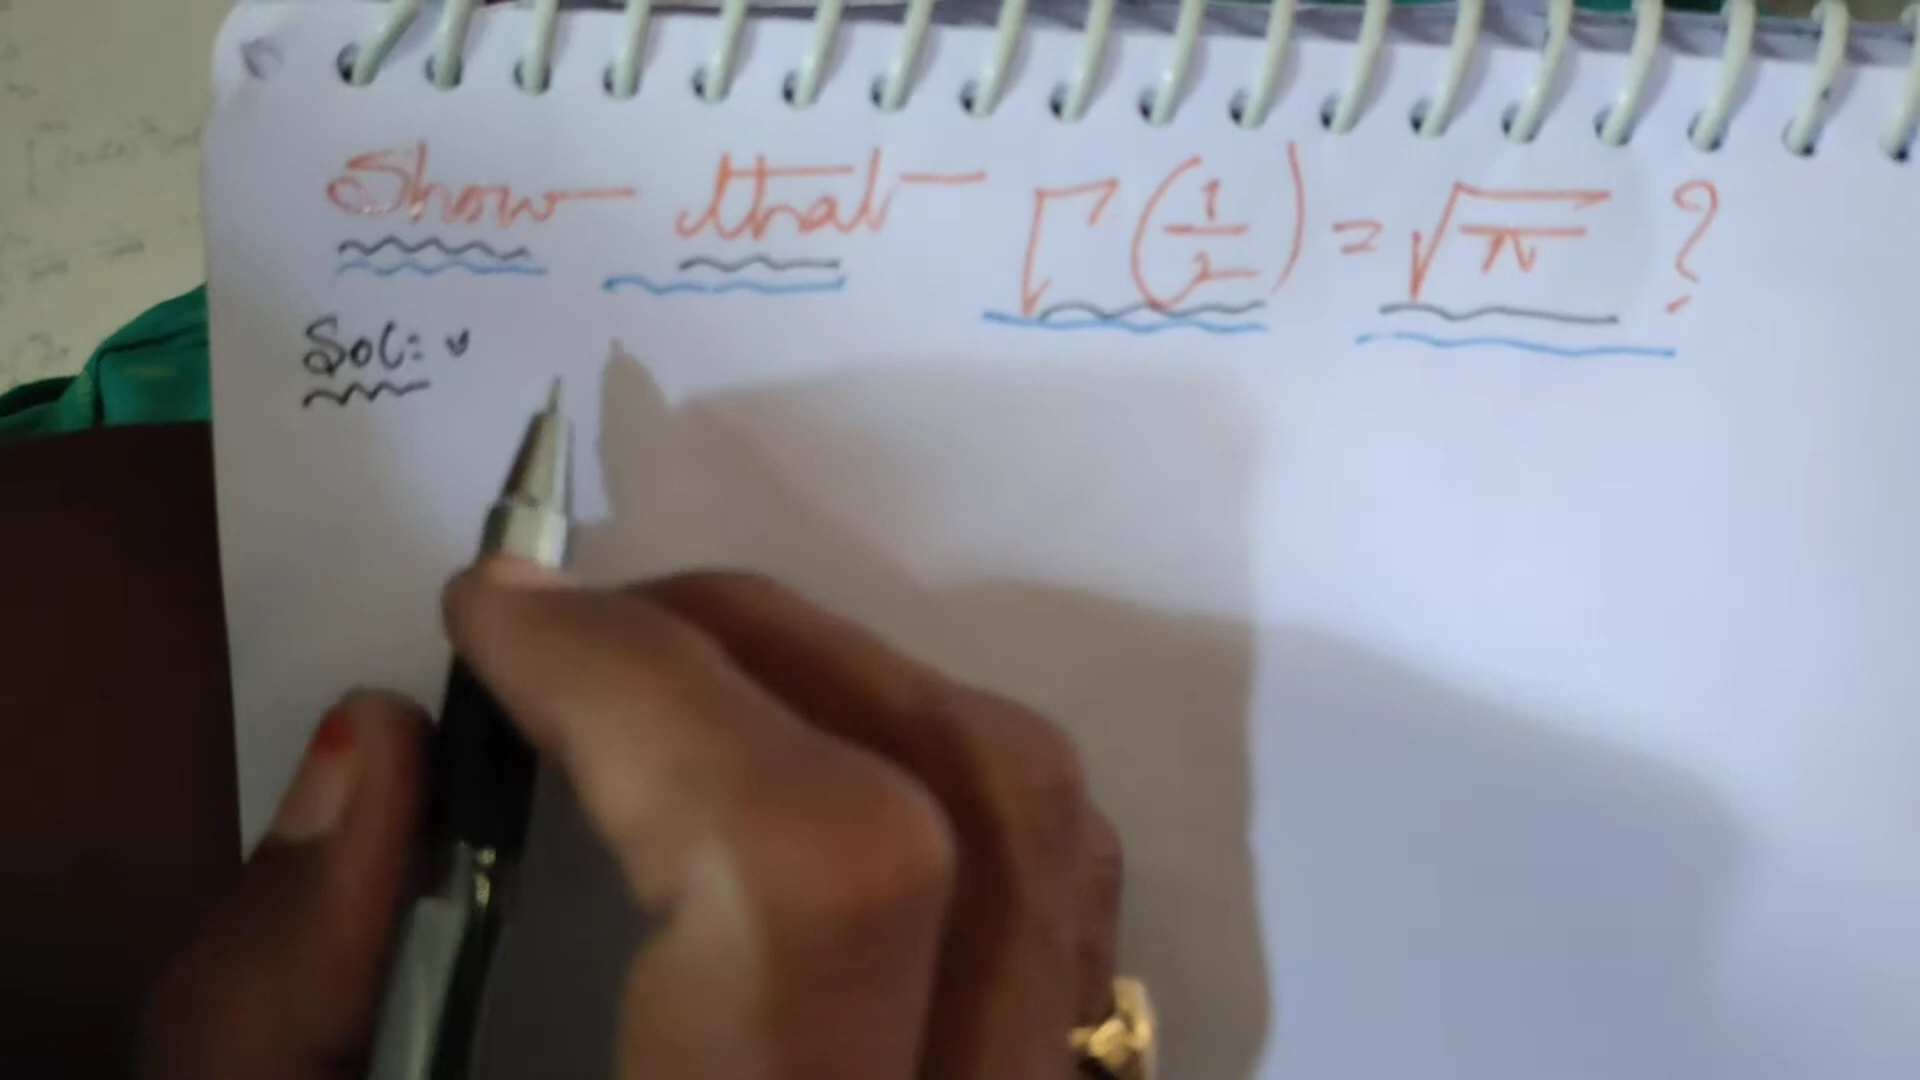 Show that Γ(1/2) = √π ?
Sol: